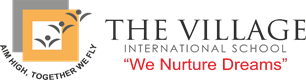 THE VILLAGE
INTERNATIONAL SCHOOL
"We Nurture Dreams"
AIM HIGH, TOGETHER WE FLY